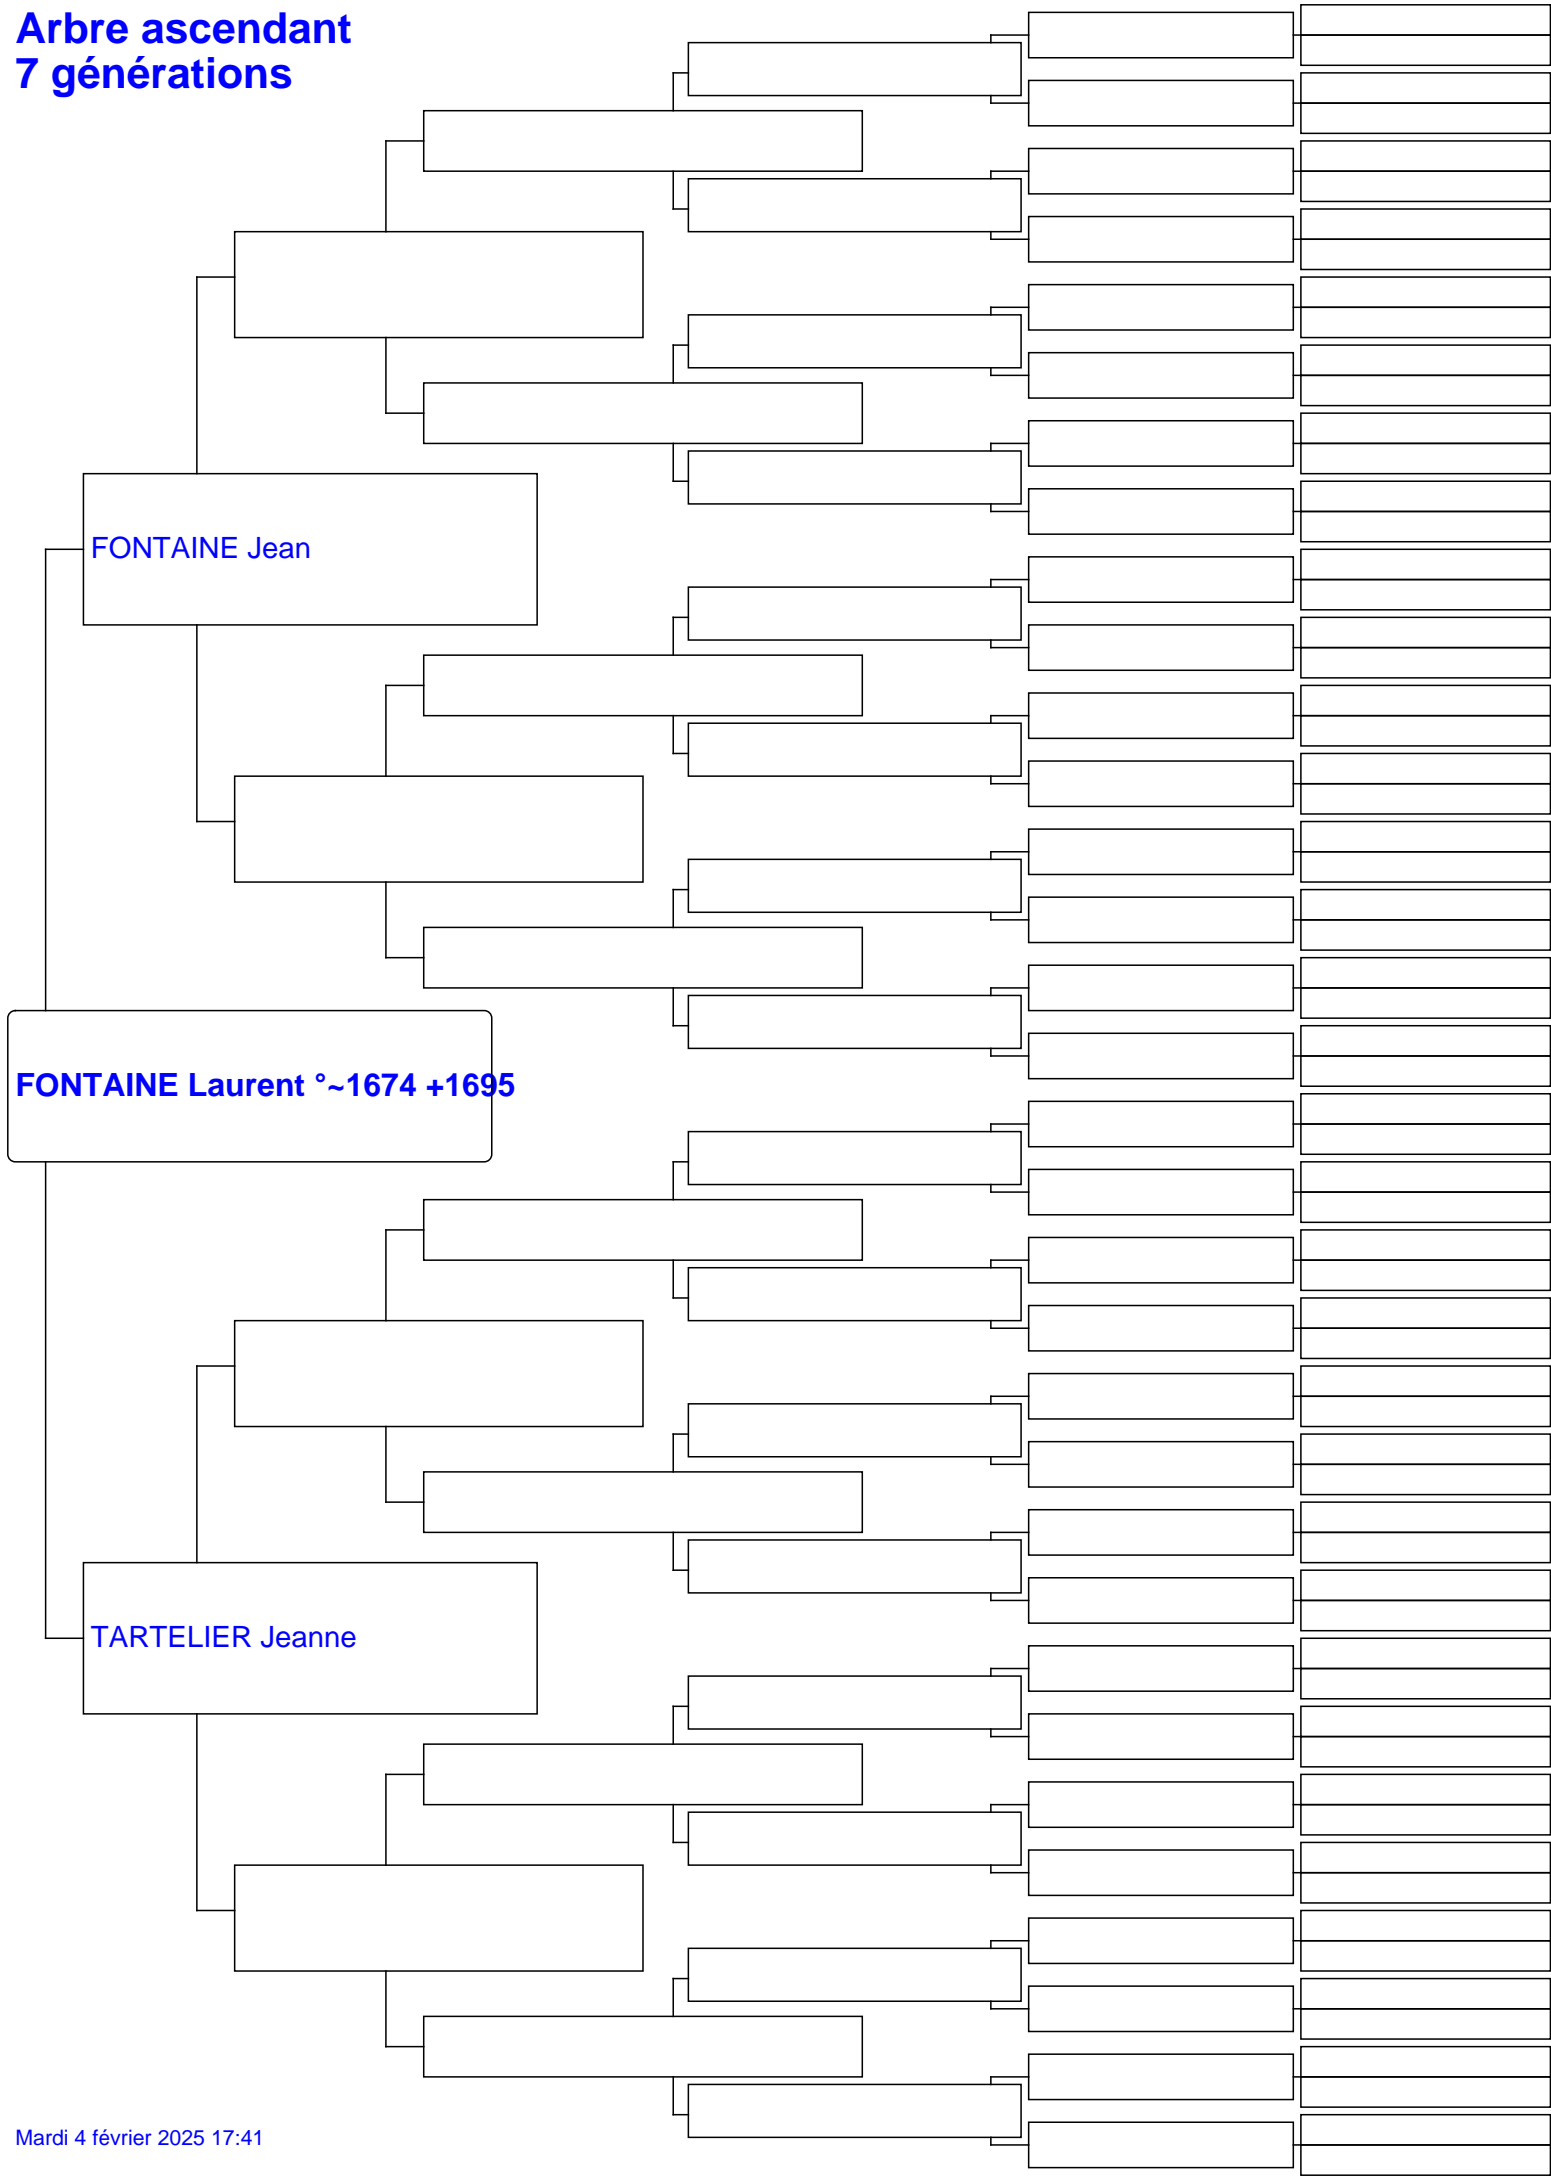 Arbre ascendant
7 générations
FONTAINE Jean
FONTAINE Laurent °~1674 +1695
TARTELIER Jeanne
Mardi 4 février 2025 17:41